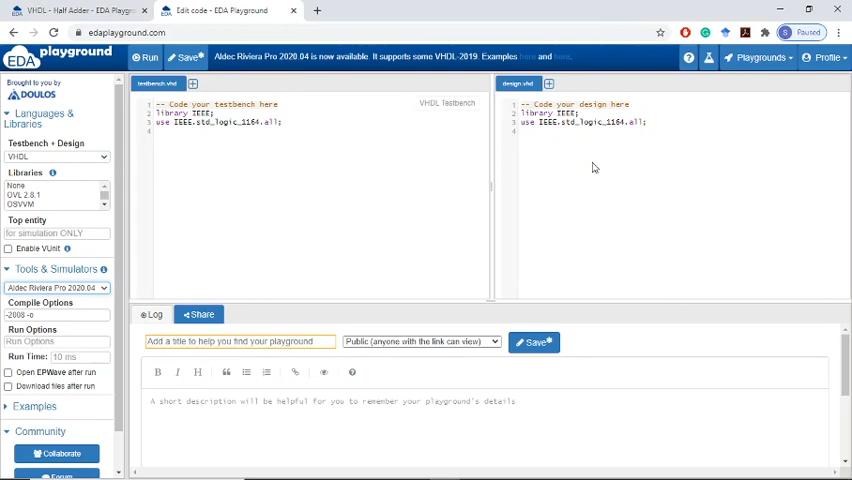 VHDL - Half Adder - EDA Playgro
Edit code - EDA Playground
edaplayground.com
Paused
EDA playground
Run
Save*
Aldec Riviera Pro 2020.04 is now available. It supports some VHDL-2019. Examples here and here.
Playgrounds
Profile
Brought to you by
DOULOS
Languages &
Libraries
Testbench + Design
VHDL
Libraries
None
OVL 2.8.1
OSVVM
Top entity
for simulation ONLY
Enable VUnit
Tools & Simulators
Aldec Riviera Pro 2020.04
Compile Options
-2008 -o
Run Options
Run Options
Run Time: 10 ms
Open EPWave after run
Download files after run
Examples
Community
Collaborate
Forum
testbench.vhd
1 -- Code your testbench here
2 library IEEE;
3 use IEEE.std_logic_1164.all;
4
VHDL Testbench
design.vhd
1 -- Code your design here
2 library IEEE;
3 use IEEE.std_logic_1164.all;
4
Log
Share
Add a title to help you find your playground
Public (anyone with the link can view)
Save*
B I H
A short description will be helpful for you to remember your playground's details